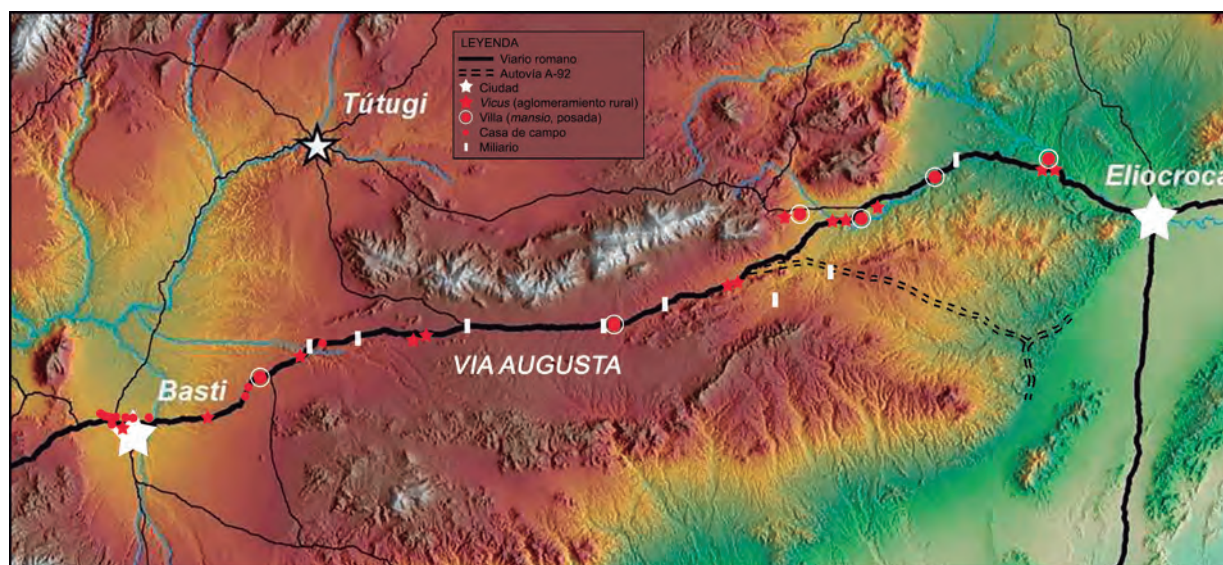 LEYENDA
Viario romano
Autovía A-92
Ciudad
Vicus (aglomeramiento rural)
Villa (mansio, posada)
Casa de campo
Miliario
Tútugi
Eliocroca
VIA AUGUSTA
Basti